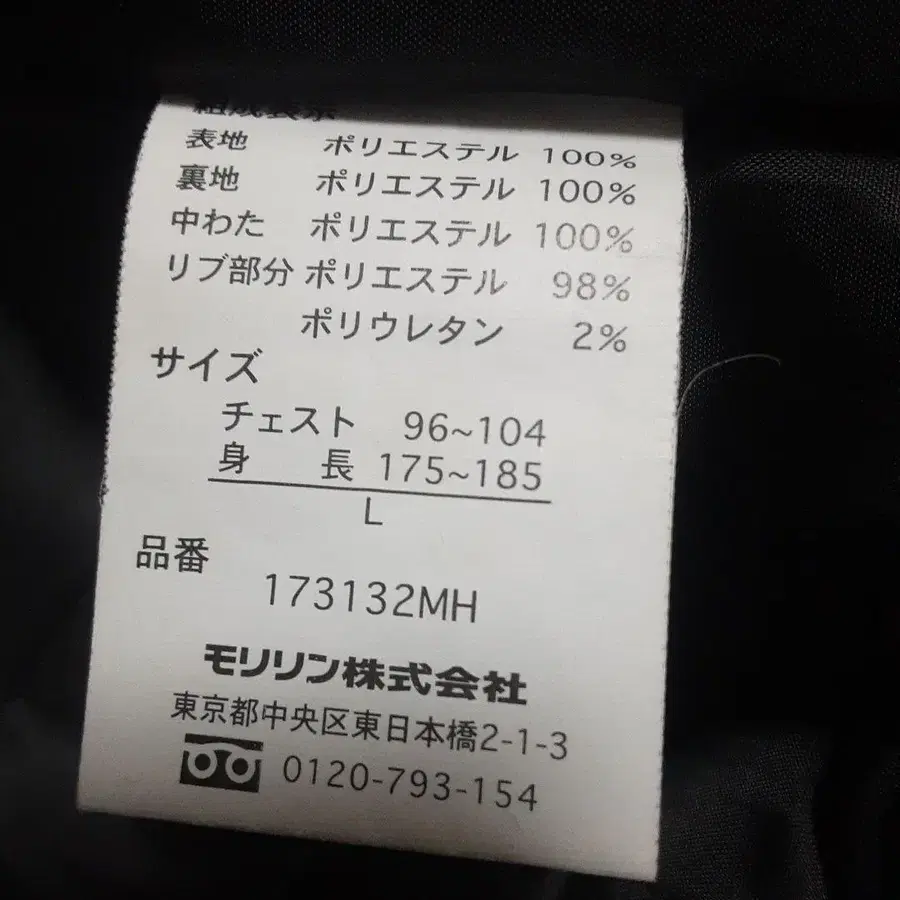 組成表示
表地 ポリエステル 100%
裏地 ポリエステル 100%
中わた ポリエステル 100%
リブ部分 ポリエステル 98%
ポリウレタン 2%
サイズ
チェスト 96~104
身 長 175~185
L
品番
173132MH
モリリン株式会社
東京都中央区東日本橋2-1-3
0120-793-154